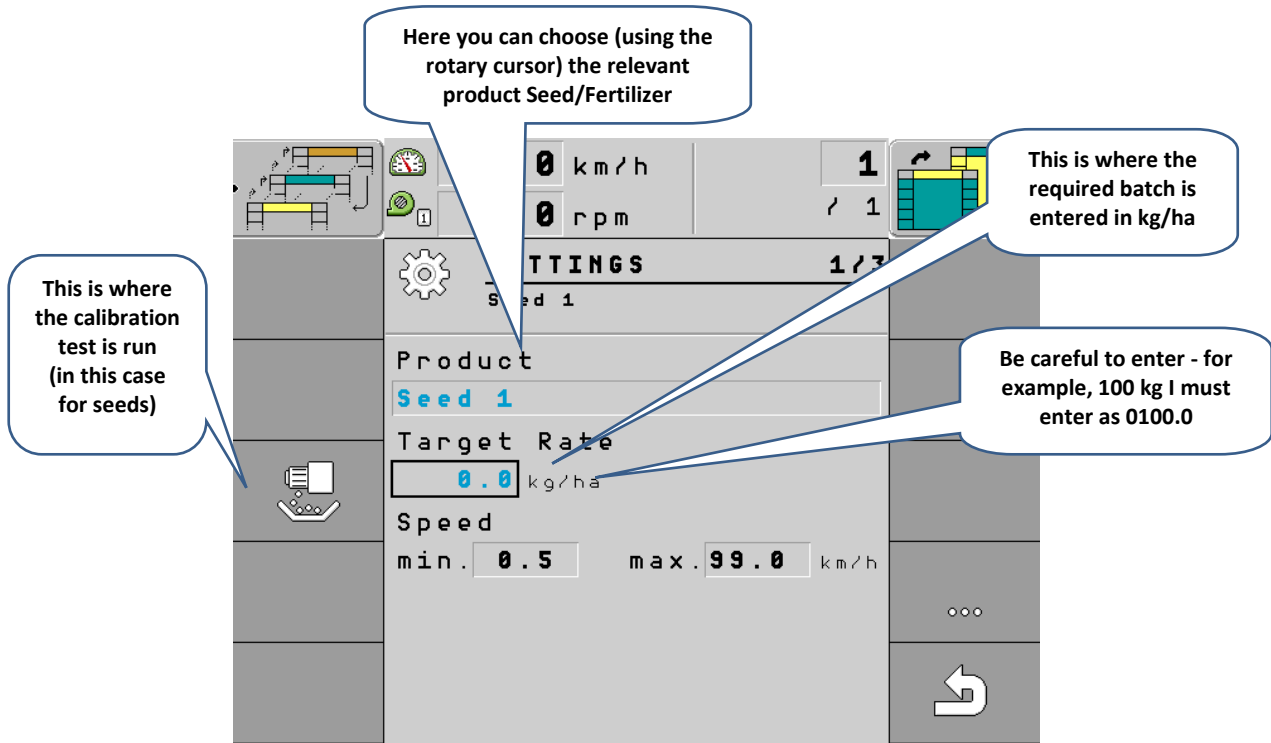 Here you can choose (using the
rotary cursor) the relevant
product Seed/Fertilizer
This is where the
required batch is
entered in kg/ha
This is where
the calibration
test is run
(in this case
for seeds)
Be careful to enter - for
example, 100 kg I must
enter as 0100.0
0 km/h 1
1 0 rpm / 1
TTINGS 1/3
S ed 1
Product
Seed 1
Target Rate
0.0 kg/ha
Speed
min. 0.5 max. 99.0 km/h